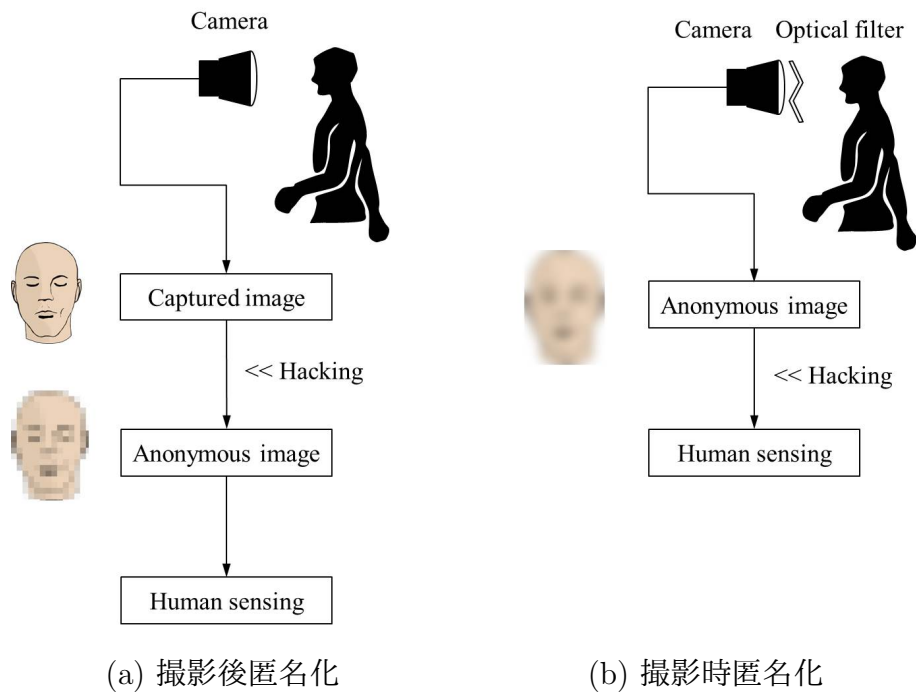 Camera
Captured image
<< Hacking
Anonymous image
Human sensing
(a) 撮影後匿名化
Camera Optical filter
Anonymous image
<< Hacking
Human sensing
(b) 撮影時匿名化